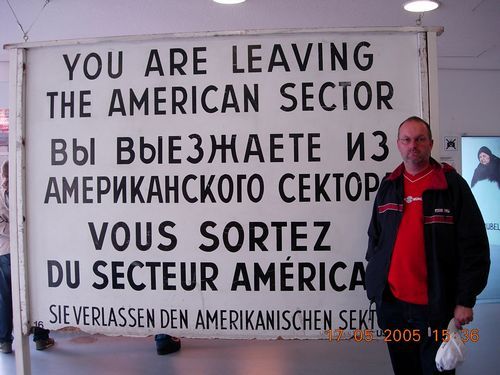 YOU ARE LEAVING
THE AMERICAN SECTOR
ВЫ ВЫЕЗЖАЕТЕ ИЗ
АМЕРИКАНСКОГО СЕКТОР
VOUS SORTEZ
DU SECTEUR AMÉRICA
SIE VERLASSEN DEN AMERIKANISCHEN SEKT
16
17 05 2005 15:36